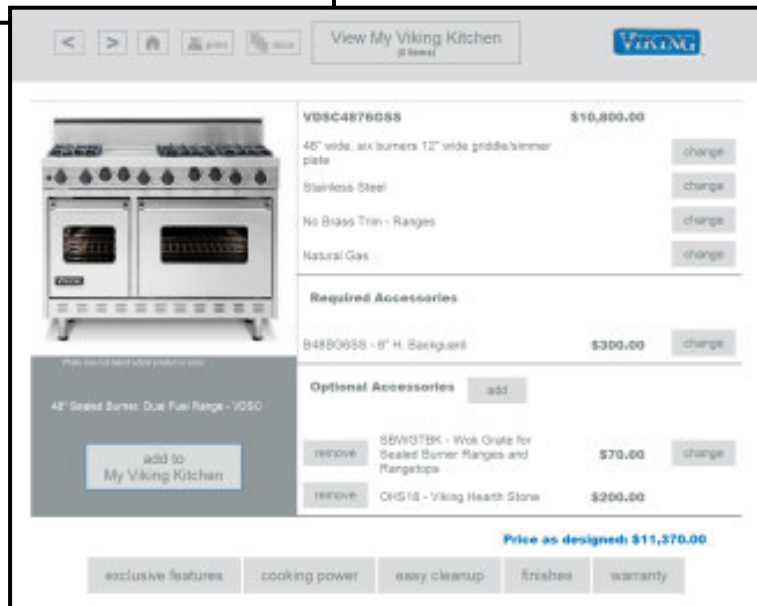 < > print
View My Viking Kitchen
VIKING
VDSC4876GSS $10,800.00
48" wide, six burners 12" wide griddle/simmer
plate
change
Stainless Steel change
No Brass Trim - Ranges change
Natural Gas change
Required Accessories
B48BG6SS - 6" H. Backguard $300.00 change
Optional Accessories add
48" Sealed Burner, Dual Fuel Range - VDSC
add to
My Viking Kitchen
remove SBWGTBK - Wok Grate for
Sealed Burner Ranges and
Rangetops
$70.00 change
remove OHS18 - Viking Hearth Stone $200.00
Price as designed: $11,370.00
exclusive features cooking power easy cleanup finishes warranty